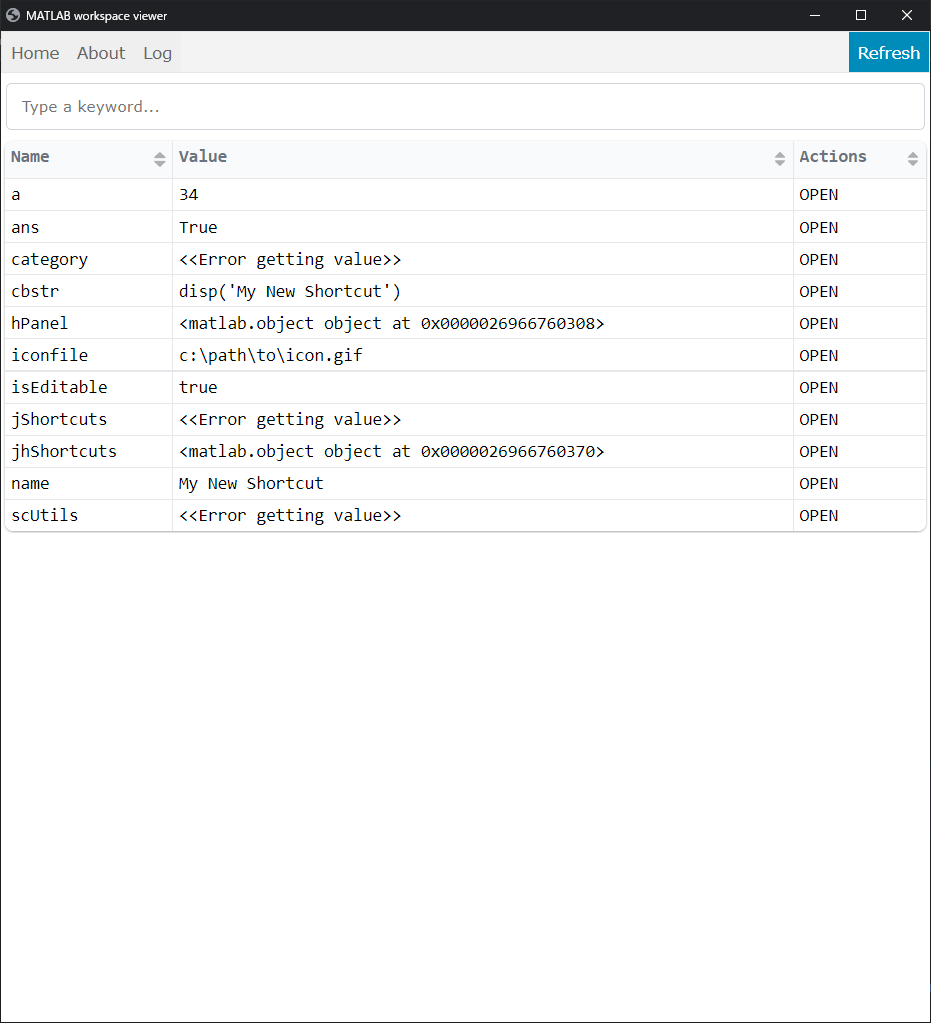 MATLAB workspace viewer
Home About Log Refresh
Type a keyword...
Name Value Actions
a 34 OPEN
ans True OPEN
category <<Error getting value>> OPEN
cbstr disp('My New Shortcut') OPEN
hPanel <matlab.object object at 0x0000026966760308> OPEN
iconfile c:\path\to\icon.gif OPEN
isEditable true OPEN
jShortcuts <<Error getting value>> OPEN
jhShortcuts <matlab.object object at 0x0000026966760370> OPEN
name My New Shortcut OPEN
scUtils <<Error getting value>> OPEN